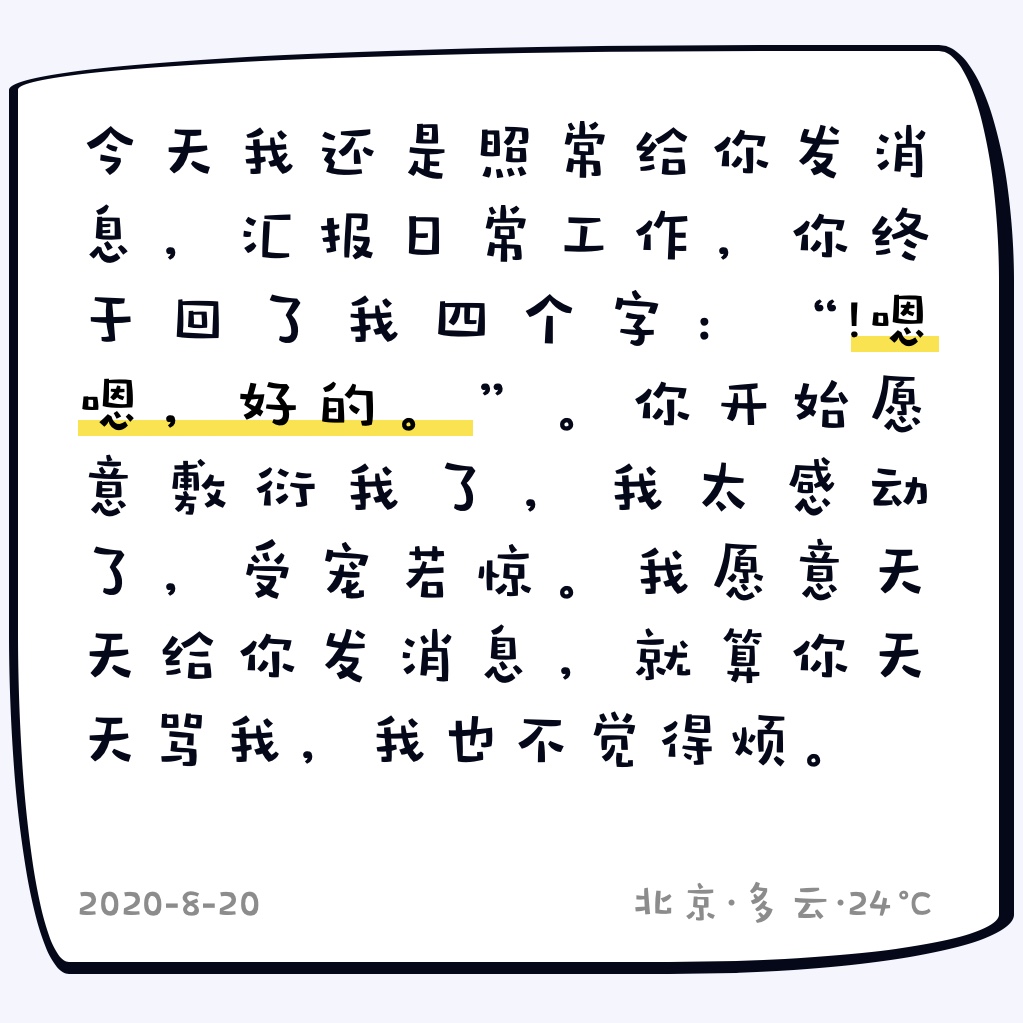 今天我还是照常给你发消
息，汇报日常工作，你终
于回了我四个字：“!嗯
嗯，好的。”。你开始愿
意敷衍我了，我太感动
了，受宠若惊。我愿意天
天给你发消息，就算你天
天骂我，我也不觉得烦。
2020-8-20
北京·多云·24℃